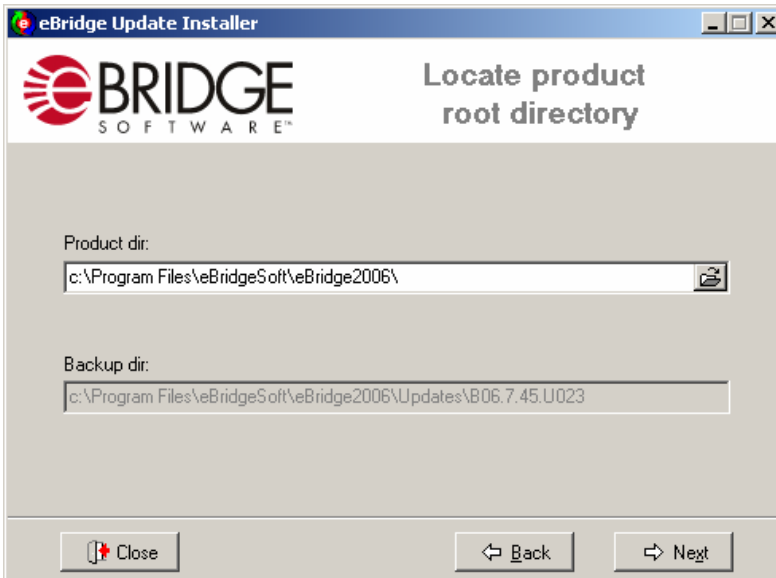 eBridge Update Installer
eBRIDGE
SOFTWARE™
Locate product
root directory
Product dir:
c:\Program Files\eBridgeSoft\eBridge2006\
Backup dir:
c:\Program Files\eBridgeSoft\eBridge2006\Updates\B06.7.45.U023
Close
Back
Next